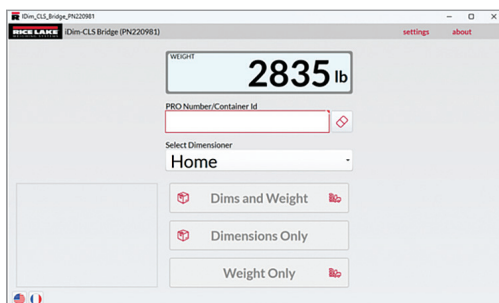 IDim_CLS_Bridge_PN220981
RICE LAKE iDim-CLS Bridge (PN220981) settings about
WEIGHT
2835 lb
PRO Number/Container Id
Select Dimensioner
Home
Dims and Weight
Dimensions Only
Weight Only